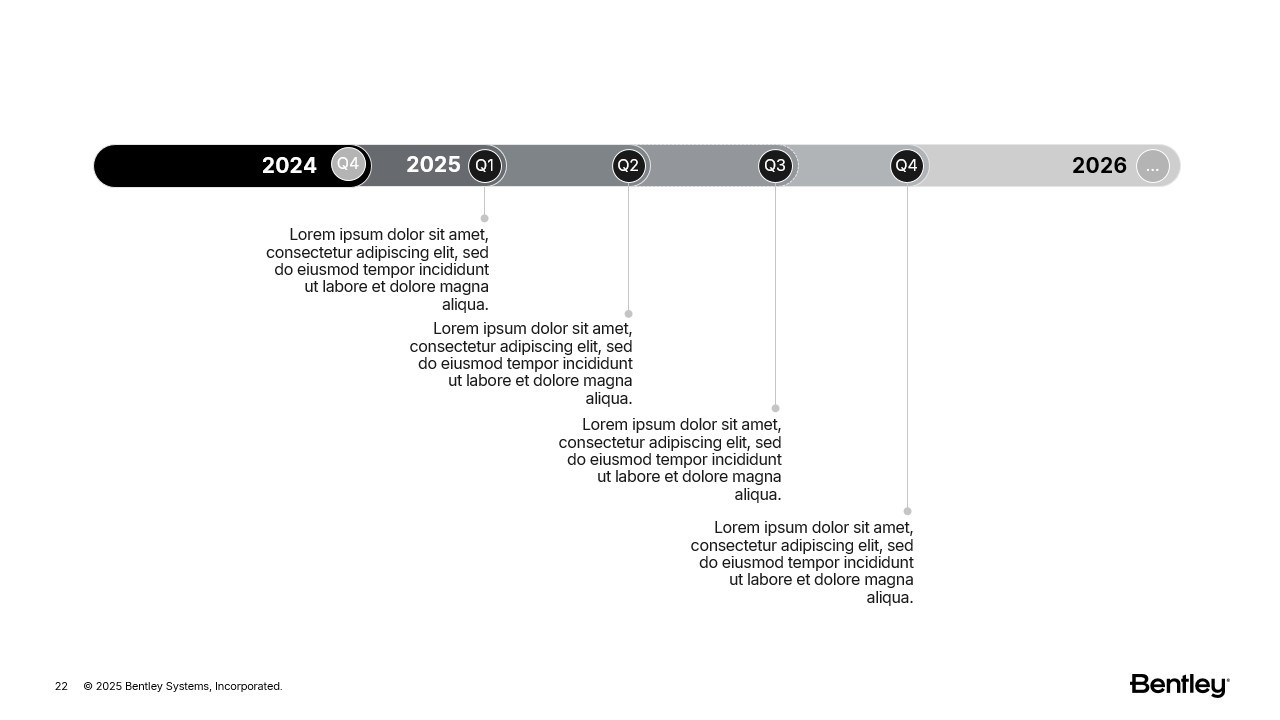 2024 Q4 2025 Q1 Q2 Q3 Q4 2026 ...
Lorem ipsum dolor sit amet,
consectetur adipiscing elit, sed
do eiusmod tempor incididunt
ut labore et dolore magna
aliqua.
Lorem ipsum dolor sit amet,
consectetur adipiscing elit, sed
do eiusmod tempor incididunt
ut labore et dolore magna
aliqua.
Lorem ipsum dolor sit amet,
consectetur adipiscing elit, sed
do eiusmod tempor incididunt
ut labore et dolore magna
aliqua.
Lorem ipsum dolor sit amet,
consectetur adipiscing elit, sed
do eiusmod tempor incididunt
ut labore et dolore magna
aliqua.
22 © 2025 Bentley Systems, Incorporated.
Bentley®